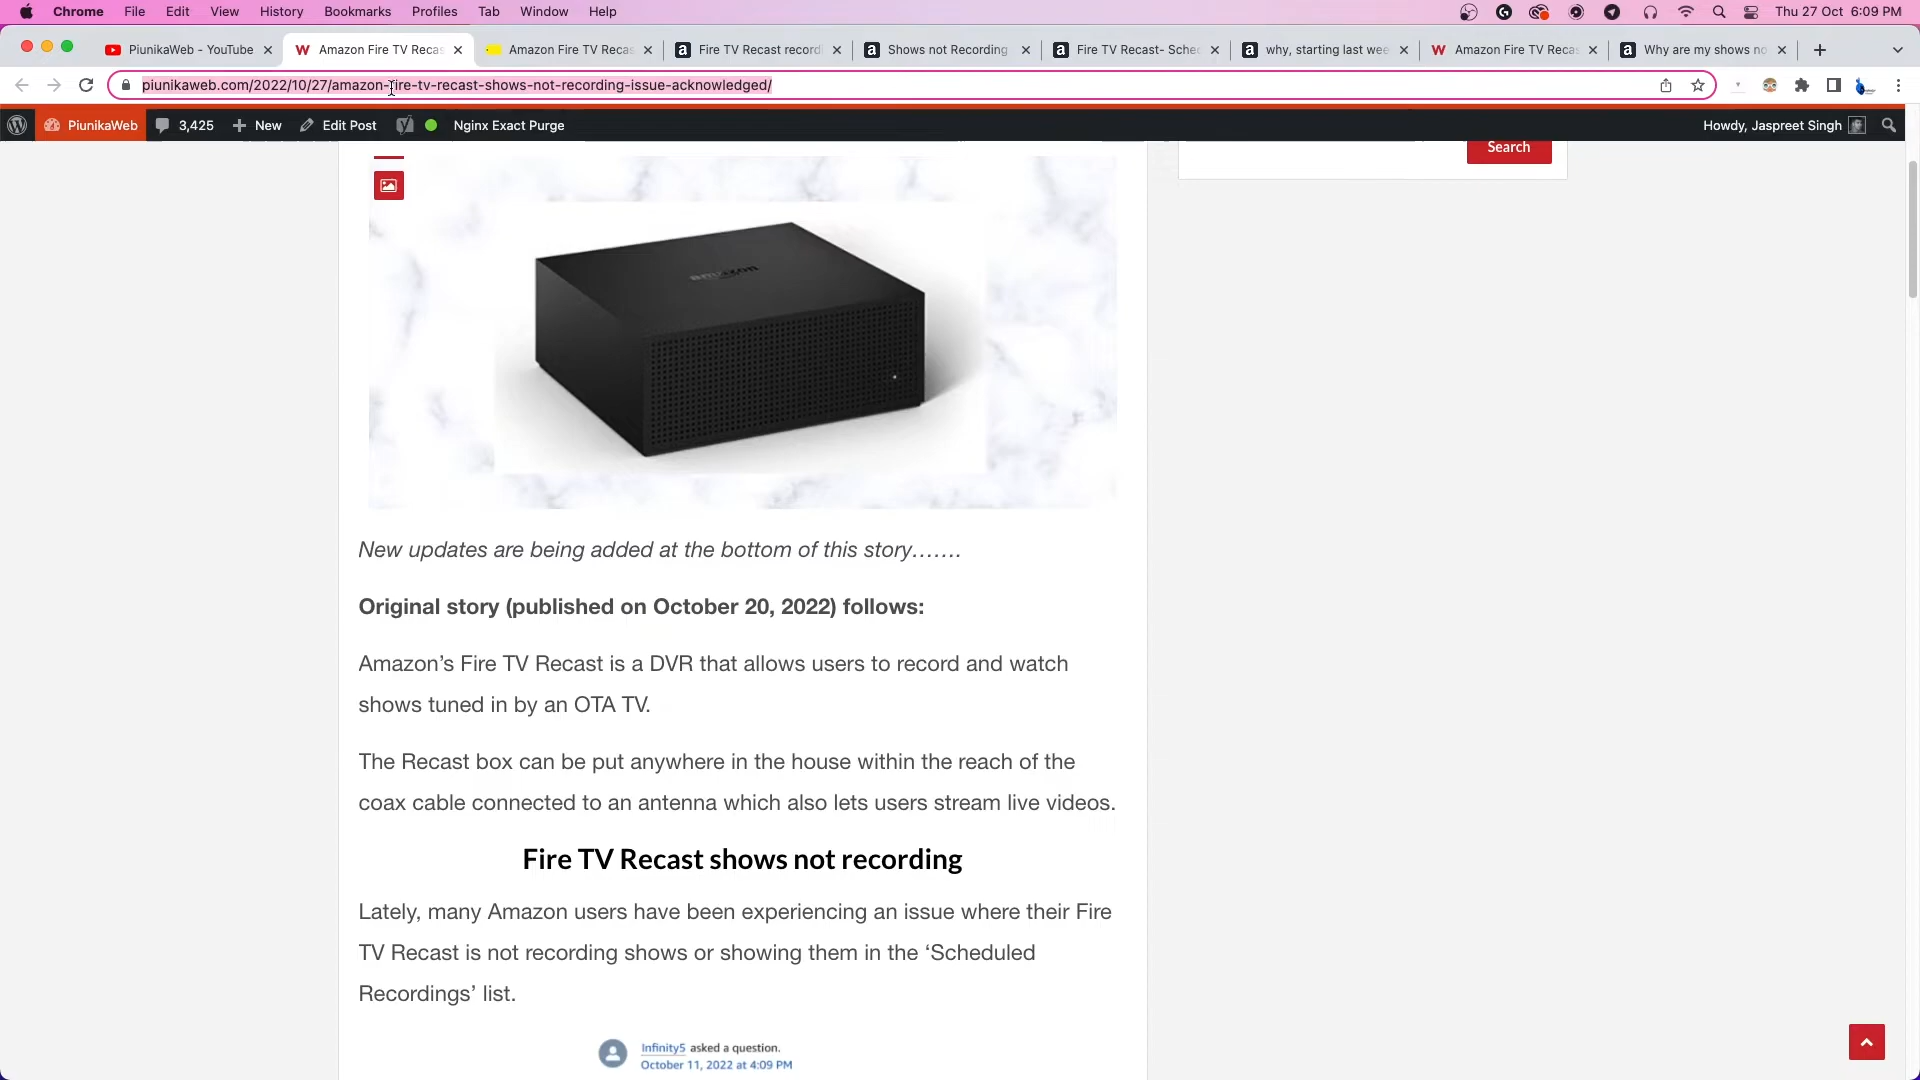 Chrome File Edit View History Bookmarks Profiles Tab Window Help Thu 27 Oct 6:09 PM
PiunikaWeb - YouTube Amazon Fire TV Recas Amazon Fire TV Recas Fire TV Recast recordi Shows not Recording Fire TV Recast- Sched why, starting last wee Amazon Fire TV Recas Why are my shows no
piunikaweb.com/2022/10/27/amazon-fire-tv-recast-shows-not-recording-issue-acknowledged/
PiunikaWeb 3,425 New Edit Post Nginx Exact Purge Howdy, Jaspreet Singh
Search
amazon
New updates are being added at the bottom of this story…….
Original story (published on October 20, 2022) follows:
Amazon’s Fire TV Recast is a DVR that allows users to record and watch
shows tuned in by an OTA TV.
The Recast box can be put anywhere in the house within the reach of the
coax cable connected to an antenna which also lets users stream live videos.
Fire TV Recast shows not recording
Lately, many Amazon users have been experiencing an issue where their Fire
TV Recast is not recording shows or showing them in the ‘Scheduled
Recordings’ list.
Infinity5 asked a question.
October 11, 2022 at 4:09 PM